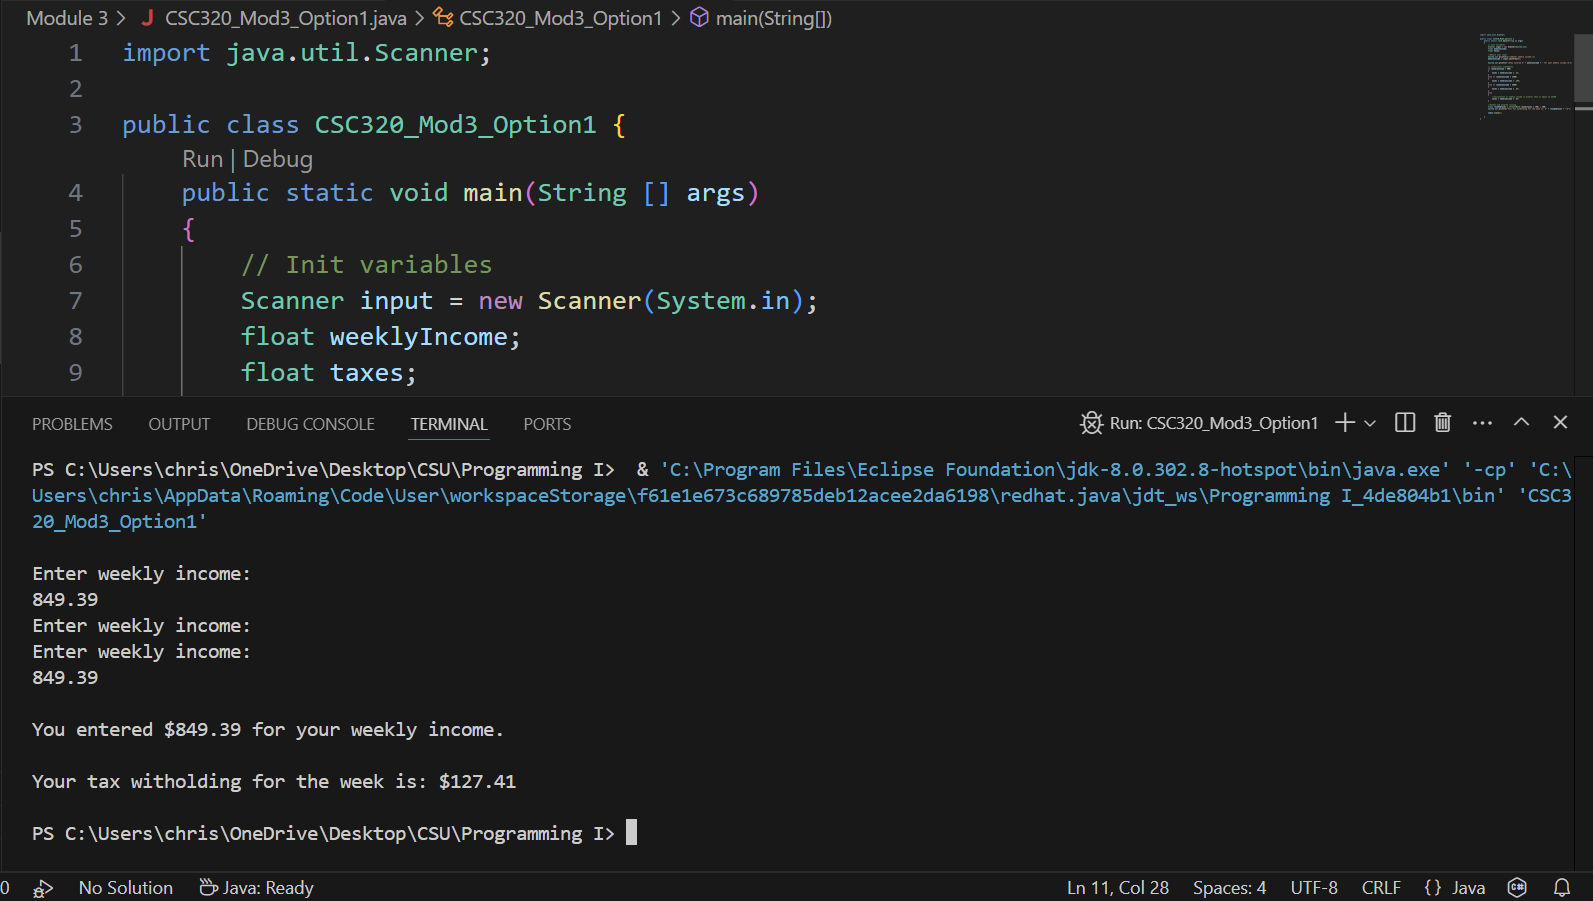 Module 3 > J CSC320_Mod3_Option1.java > CSC320_Mod3_Option1 > main(String[])
1 import java.util.Scanner;
2
3 public class CSC320_Mod3_Option1 {
Run | Debug
4 public static void main(String [] args)
5 {
6 // Init variables
7 Scanner input = new Scanner(System.in);
8 float weeklyIncome;
9 float taxes;
PROBLEMS OUTPUT DEBUG CONSOLE TERMINAL PORTS Run: CSC320_Mod3_Option1
PS C:\Users\chris\OneDrive\Desktop\CSU\Programming I>  & 'C:\Program Files\Eclipse Foundation\jdk-8.0.302.8-hotspot\bin\java.exe' '-cp' 'C:\
Users\chris\AppData\Roaming\Code\User\workspaceStorage\f61e1e673c689785deb12acee2da6198\redhat.java\jdt_ws\Programming I_4de804b1\bin' 'CSC3
20_Mod3_Option1'
Enter weekly income:
849.39
Enter weekly income:
Enter weekly income:
849.39
You entered $849.39 for your weekly income.
Your tax witholding for the week is: $127.41
PS C:\Users\chris\OneDrive\Desktop\CSU\Programming I>
0 No Solution Java: Ready Ln 11, Col 28 Spaces: 4 UTF-8 CRLF {} Java